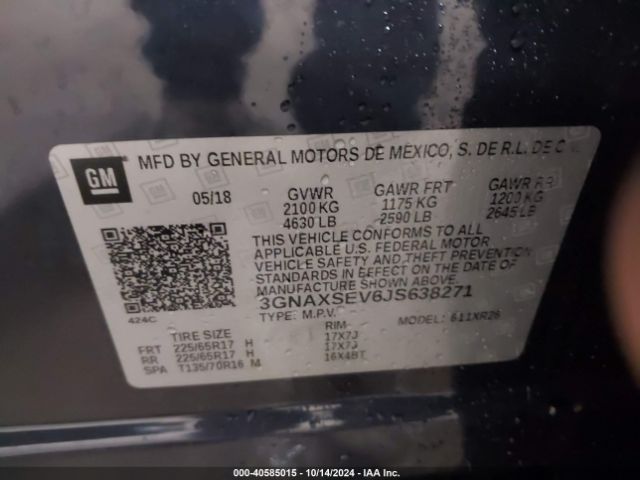 GM MFD BY GENERAL MOTORS DE MEXICO, S. DE R.L. DE C.V.
05/18 GVWR GAWR FRT GAWR RR
2100 KG 1175 KG 1200 KG
4630 LB 2590 LB 2645 LB
THIS VEHICLE CONFORMS TO ALL
APPLICABLE U.S. FEDERAL MOTOR
VEHICLE SAFETY AND THEFT PREVENTION
STANDARDS IN EFFECT ON THE DATE OF
MANUFACTURE SHOWN ABOVE.
3GNAXSEV6JS638271
424C TYPE: M.P.V. MODEL: 611XR26
TIRE SIZE RIM
FRT 225/65R17 H 17X7J
RR 225/65R17 H 17X7J
SPA T135/70R16 M 16X4BT
000-40585015 | 10/14/2024 | IAA Inc.